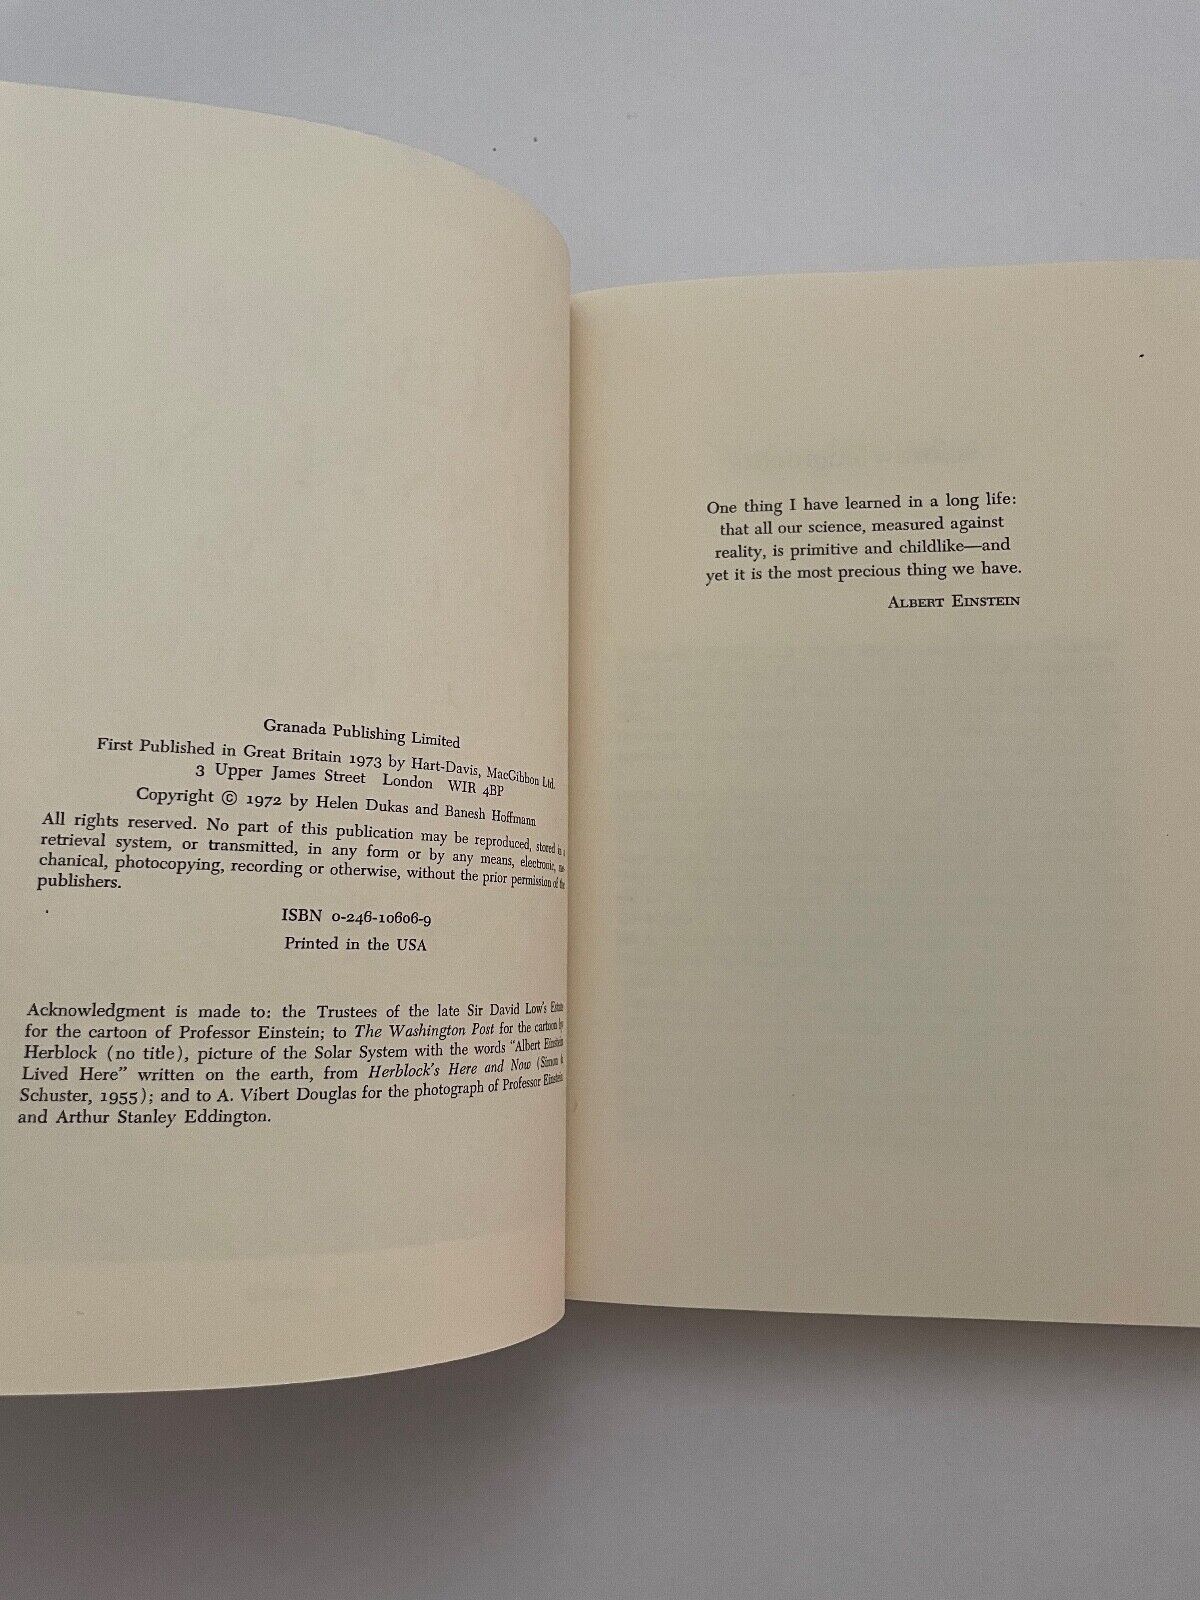 Granada Publishing Limited
First Published in Great Britain 1973 by Hart-Davis, MacGibbon Ltd.
3 Upper James Street London WIR 4BP
Copyright © 1972 by Helen Dukas and Banesh Hoffmann
All rights reserved. No part of this publication may be reproduced, stored in a
retrieval system, or transmitted, in any form or by any means, electronic, me-
chanical, photocopying, recording or otherwise, without the prior permission of the
publishers.
ISBN 0-246-10606-9
Printed in the USA
Acknowledgment is made to: the Trustees of the late Sir David Low's Estate
for the cartoon of Professor Einstein; to The Washington Post for the cartoon by
Herblock (no title), picture of the Solar System with the words "Albert Einstein
Lived Here" written on the earth, from Herblock's Here and Now (Simon &
Schuster, 1955); and to A. Vibert Douglas for the photograph of Professor Einstein
and Arthur Stanley Eddington.
One thing I have learned in a long life:
that all our science, measured against
reality, is primitive and childlike—and
yet it is the most precious thing we have.
ALBERT EINSTEIN